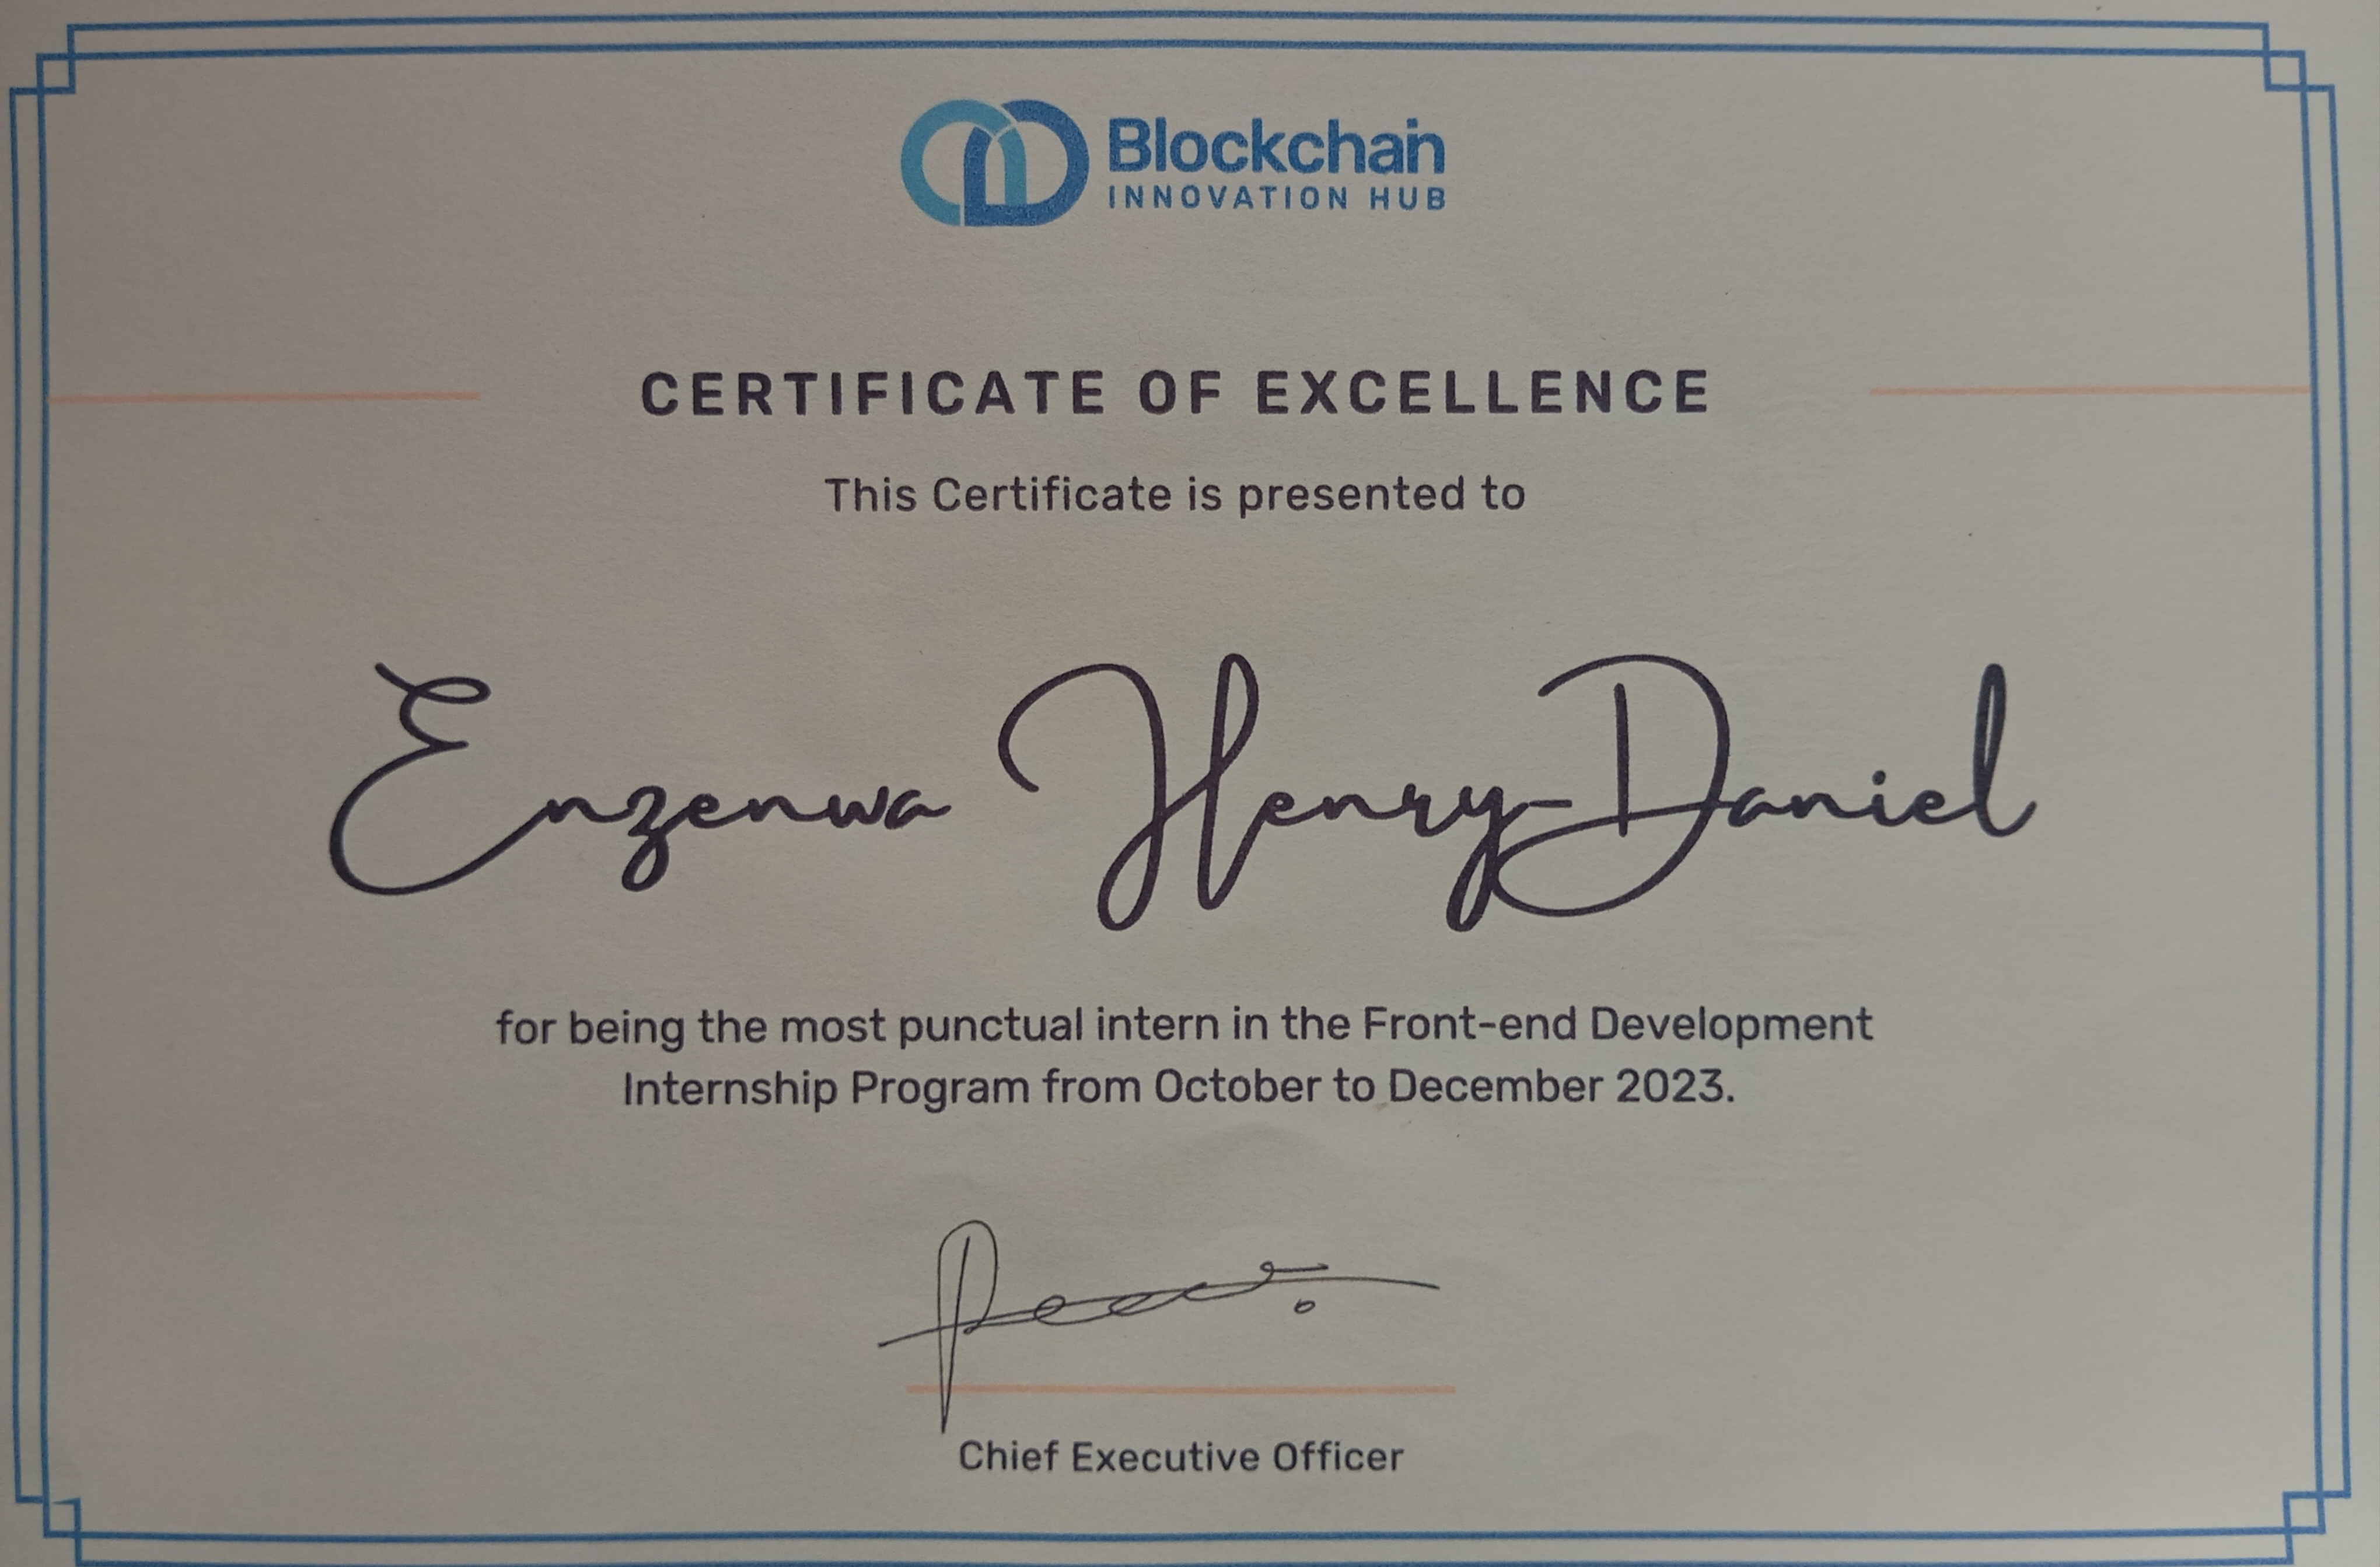 Blockchain
INNOVATION HUB
CERTIFICATE OF EXCELLENCE
This Certificate is presented to
Enzenwa Henry-Daniel
for being the most punctual intern in the Front-end Development
Internship Program from October to December 2023.
Chief Executive Officer